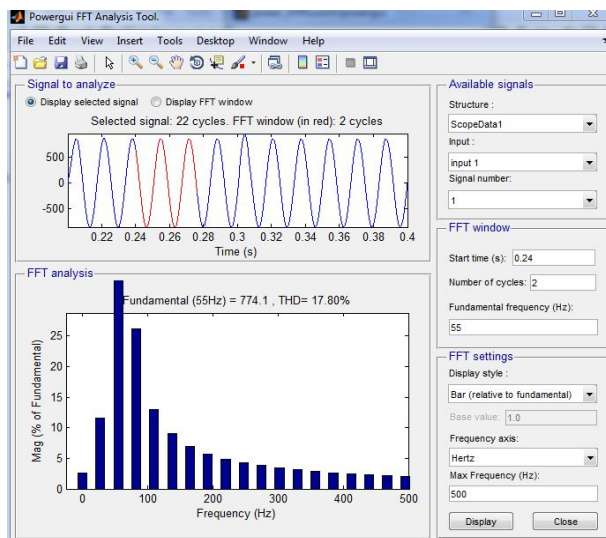 Powergui FFT Analysis Tool.
File Edit View Insert Tools Desktop Window Help
Signal to analyze
Display selected signal Display FFT window
Selected signal: 22 cycles. FFT window (in red): 2 cycles
500
0
-500
0.22 0.24 0.26 0.28 0.3 0.32 0.34 0.36 0.38 0.4
Time (s)
FFT analysis
Fundamental (55Hz) = 774.1 , THD= 17.80%
25
20
15
10
5
0
Mag (% of Fundamental)
0 100 200 300 400 500
Frequency (Hz)
Available signals
Structure :
ScopeData1
Input :
input 1
Signal number:
1
FFT window
Start time (s): 0.24
Number of cycles: 2
Fundamental frequency (Hz):
55
FFT settings
Display style :
Bar (relative to fundamental)
Base value: 1.0
Frequency axis:
Hertz
Max Frequency (Hz):
500
Display Close